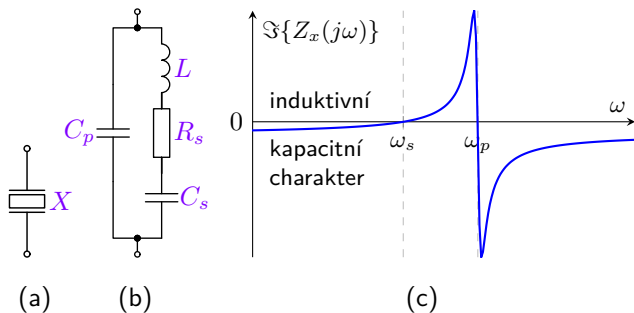 X
(a)
C_p
L
R_s
C_s
(b)
ℑ{Z_x(jω)}
induktivní
0
ω
ω_s
ω_p
kapacitní
charakter
(c)